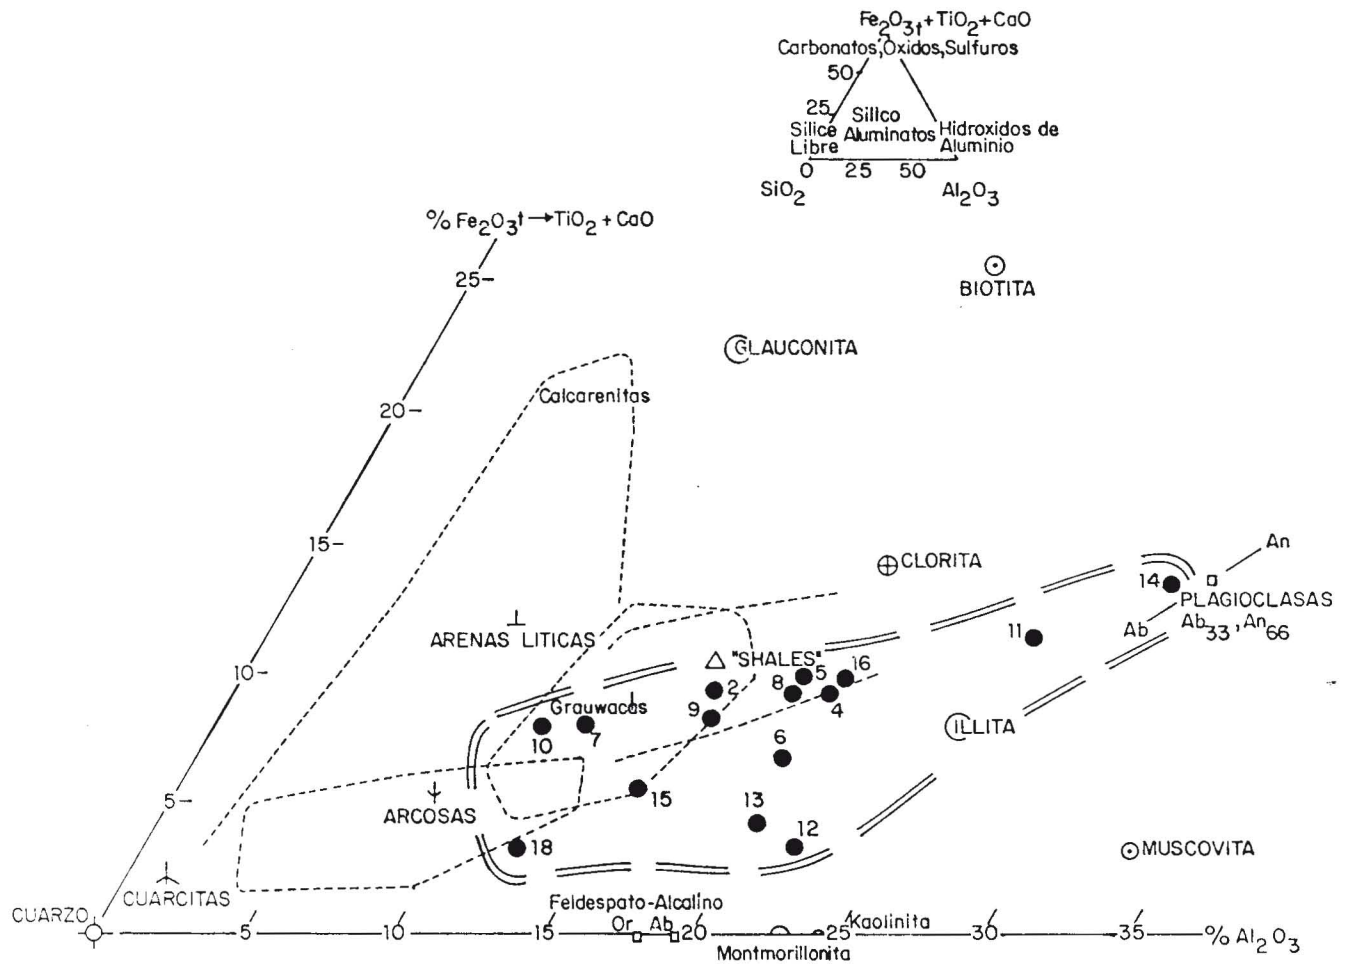 Fe2O3t+TiO2+CaO
Carbonatos,Óxidos,Sulfuros
50
25
Silice Libre
Silico Aluminatos
Hidroxidos de Aluminio
0 25 50
SiO2
Al2O3
% Fe2O3t→TiO2+CaO
25
BIOTITA
GLAUCONITA
Calcarenitas
20
15
CLORITA
An
14
PLAGIOCLASAS
Ab
Ab33,An66
11
ARENAS LITICAS
"SHALES"
10
2
8
5
16
4
9
Grauwacas
10
7
ILLITA
6
5
15
13
12
ARCOSAS
18
MUSCOVITA
CUARCITAS
Feldespato-Alcalino
Or Ab
Kaolinita
CUARZO
5 10 15 20 25 30 35
% Al2O3
Montmorillonita